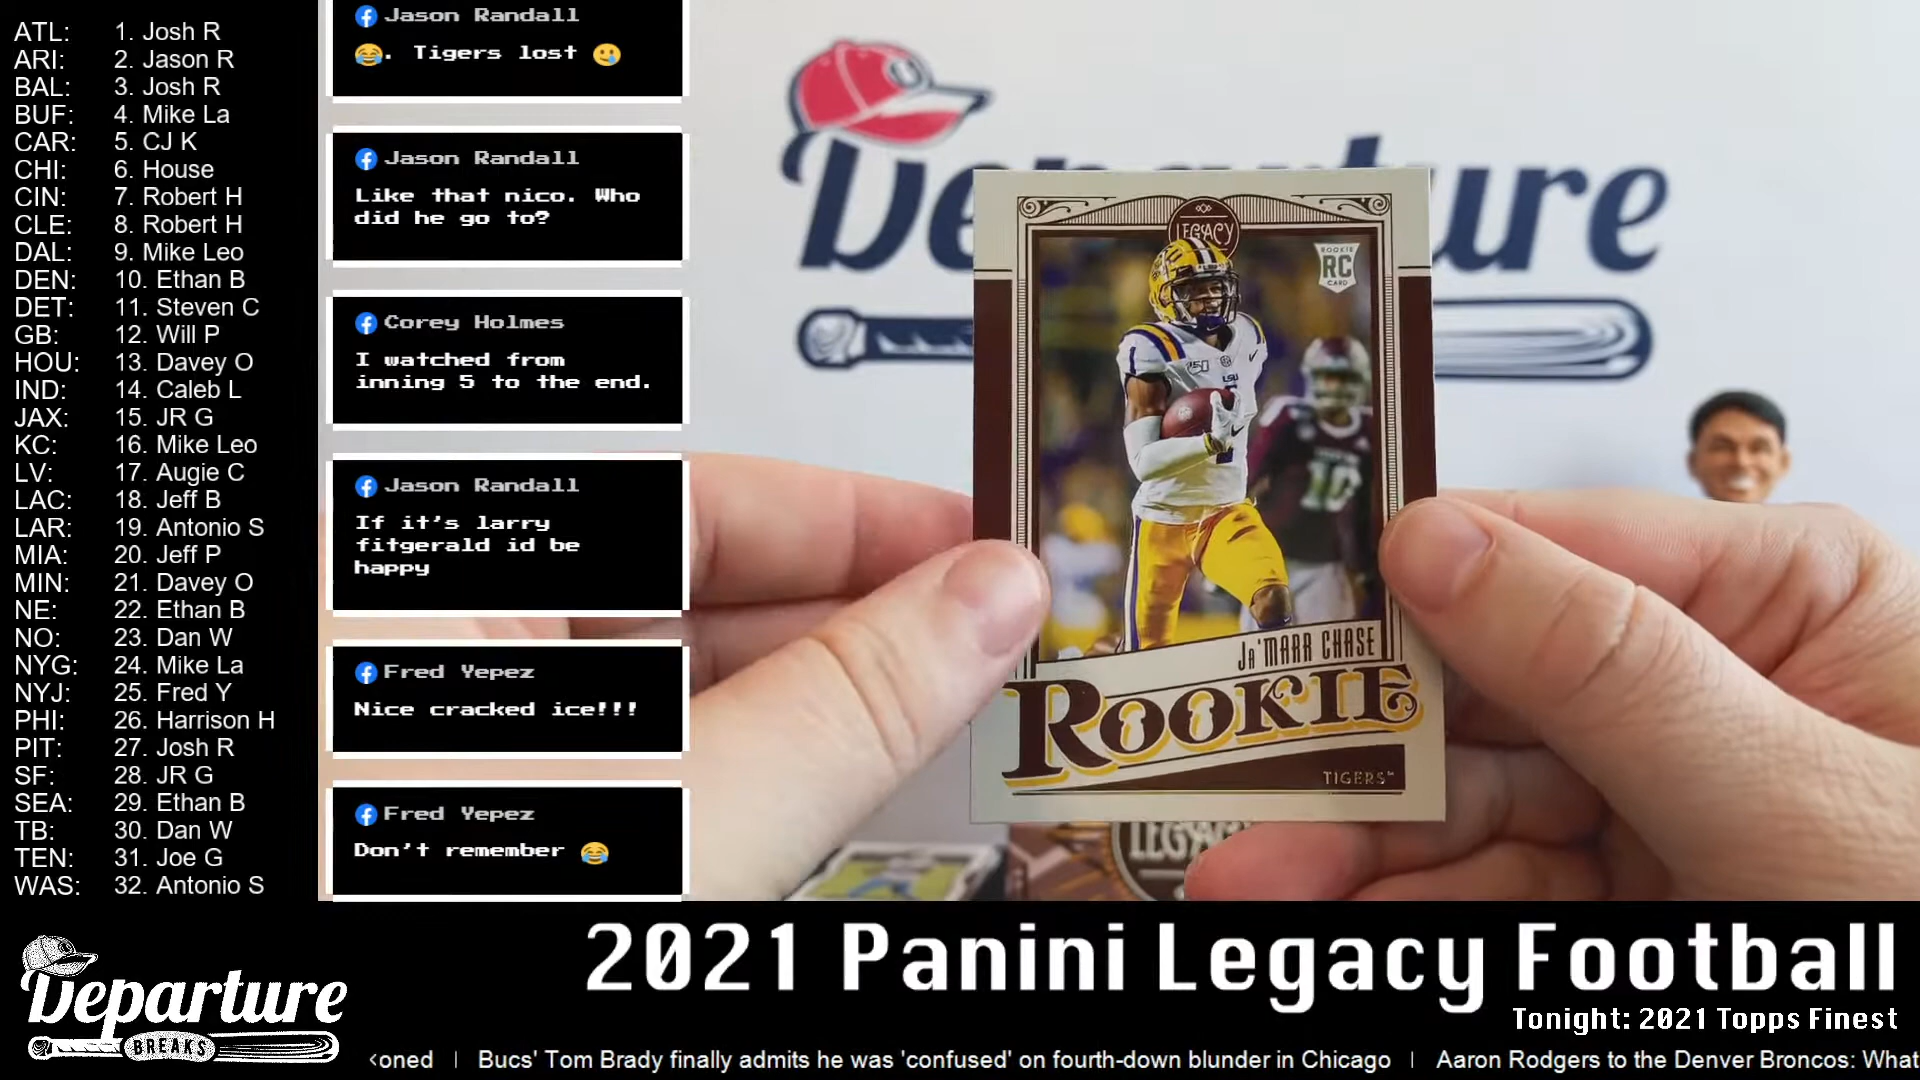 ATL: 1. Josh R
ARI: 2. Jason R
BAL: 3. Josh R
BUF: 4. Mike La
CAR: 5. CJ K
CHI: 6. House
CIN: 7. Robert H
CLE: 8. Robert H
DAL: 9. Mike Leo
DEN: 10. Ethan B
DET: 11. Steven C
GB: 12. Will P
HOU: 13. Davey O
IND: 14. Caleb L
JAX: 15. JR G
KC: 16. Mike Leo
LV: 17. Augie C
LAC: 18. Jeff B
LAR: 19. Antonio S
MIA: 20. Jeff P
MIN: 21. Davey O
NE: 22. Ethan B
NO: 23. Dan W
NYG: 24. Mike La
NYJ: 25. Fred Y
PHI: 26. Harrison H
PIT: 27. Josh R
SF: 28. JR G
SEA: 29. Ethan B
TB: 30. Dan W
TEN: 31. Joe G
WAS: 32. Antonio S
Jason Randall
😂. Tigers lost 🥲
Jason Randall
Like that nico. Who
did he go to?
Corey Holmes
I watched from
inning 5 to the end.
Jason Randall
If it's larry
fitgerald id be
happy
Fred Yepez
Nice cracked ice!!!
Fred Yepez
Don't remember 😂
Departure
LEGACY
ROOKIE
RC
CARD
1
150
LSU
10
Ja'Marr Chase
Rookie
TIGERS™
LEGACY
Departure
BREAKS
2021 Panini Legacy Football
Tonight: 2021 Topps Finest
oned | Bucs' Tom Brady finally admits he was 'confused' on fourth-down blunder in Chicago | Aaron Rodgers to the Denver Broncos: What